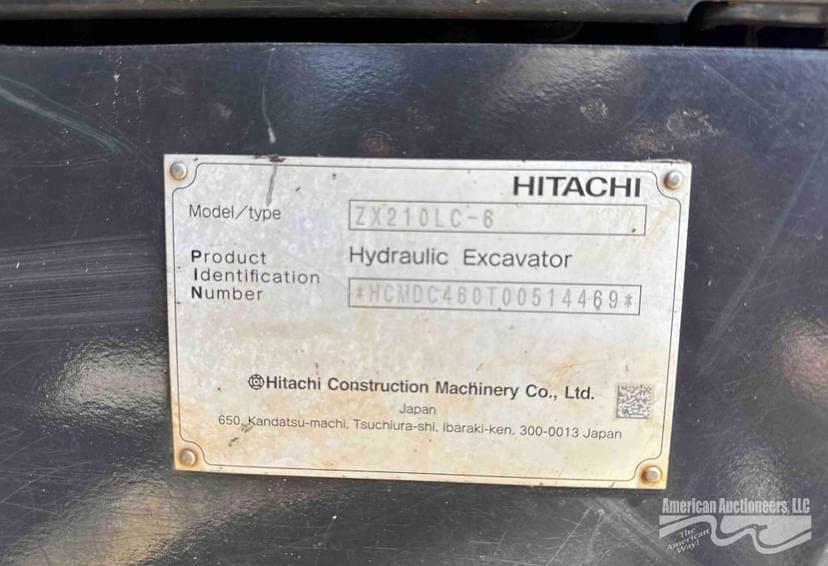 HITACHI
Model/type ZX210LC-6
Product Hydraulic Excavator
Identification
Number *HCMDC460T00514469*
Hitachi Construction Machinery Co., Ltd.
Japan
650, Kandatsu-machi, Tsuchiura-shi, Ibaraki-ken, 300-0013 Japan
American Auctioneers, LLC
The American Way!